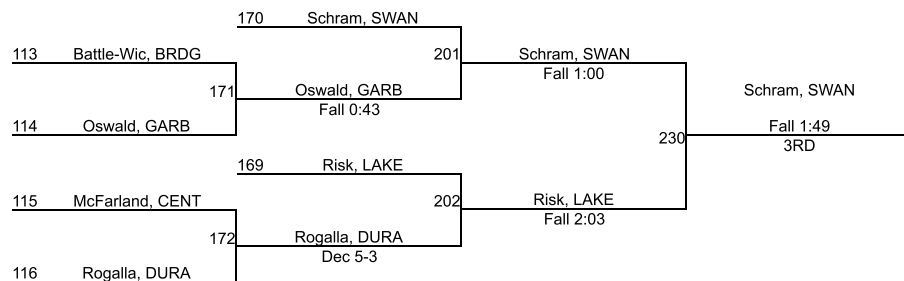 170 Schram, SWAN
113 Battle-Wic, BRDG
201 Schram, SWAN
Fall 1:00
171 Oswald, GARB
Fall 0:43
Schram, SWAN
114 Oswald, GARB
Fall 1:49
230
3RD
169 Risk, LAKE
115 McFarland, CENT
202 Risk, LAKE
Fall 2:03
172 Rogalla, DURA
Dec 5-3
116 Rogalla, DURA